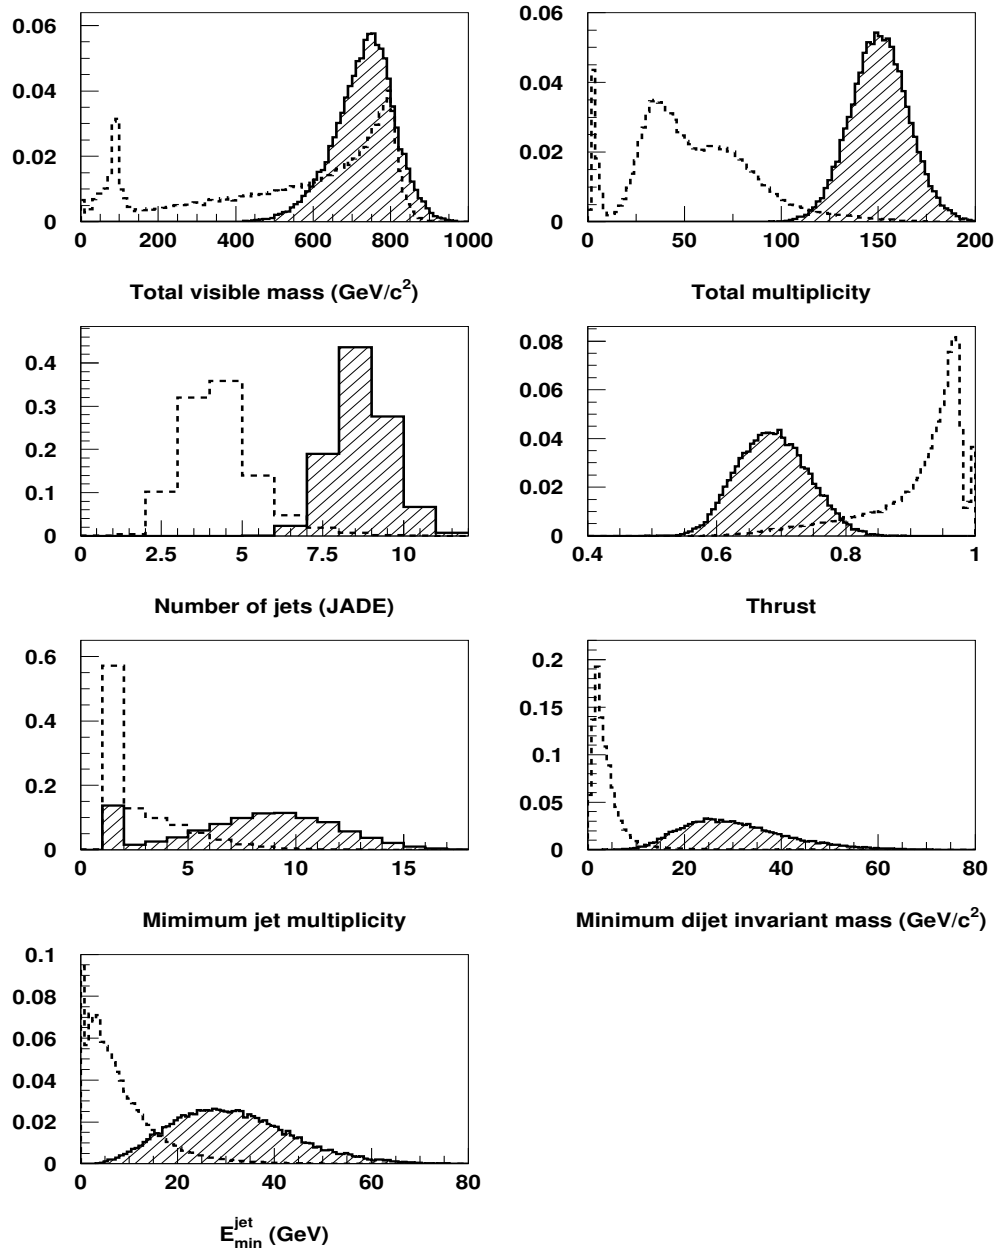 0.06
0.04
0.02
0
0 200 400 600 800 1000
Total visible mass (GeV/c2)
0.06
0.04
0.02
0
0 50 100 150 200
Total multiplicity
0.4
0.3
0.2
0.1
0
0 2.5 5 7.5 10
Number of jets (JADE)
0.08
0.06
0.04
0.02
0
0.4 0.6 0.8 1
Thrust
0.6
0.4
0.2
0
0 5 10 15
Mimimum jet multiplicity
0.2
0.15
0.1
0.05
0
0 20 40 60 80
Minimum dijet invariant mass (GeV/c2)
0.1
0.08
0.06
0.04
0.02
0
0 20 40 60 80
E jet min (GeV)